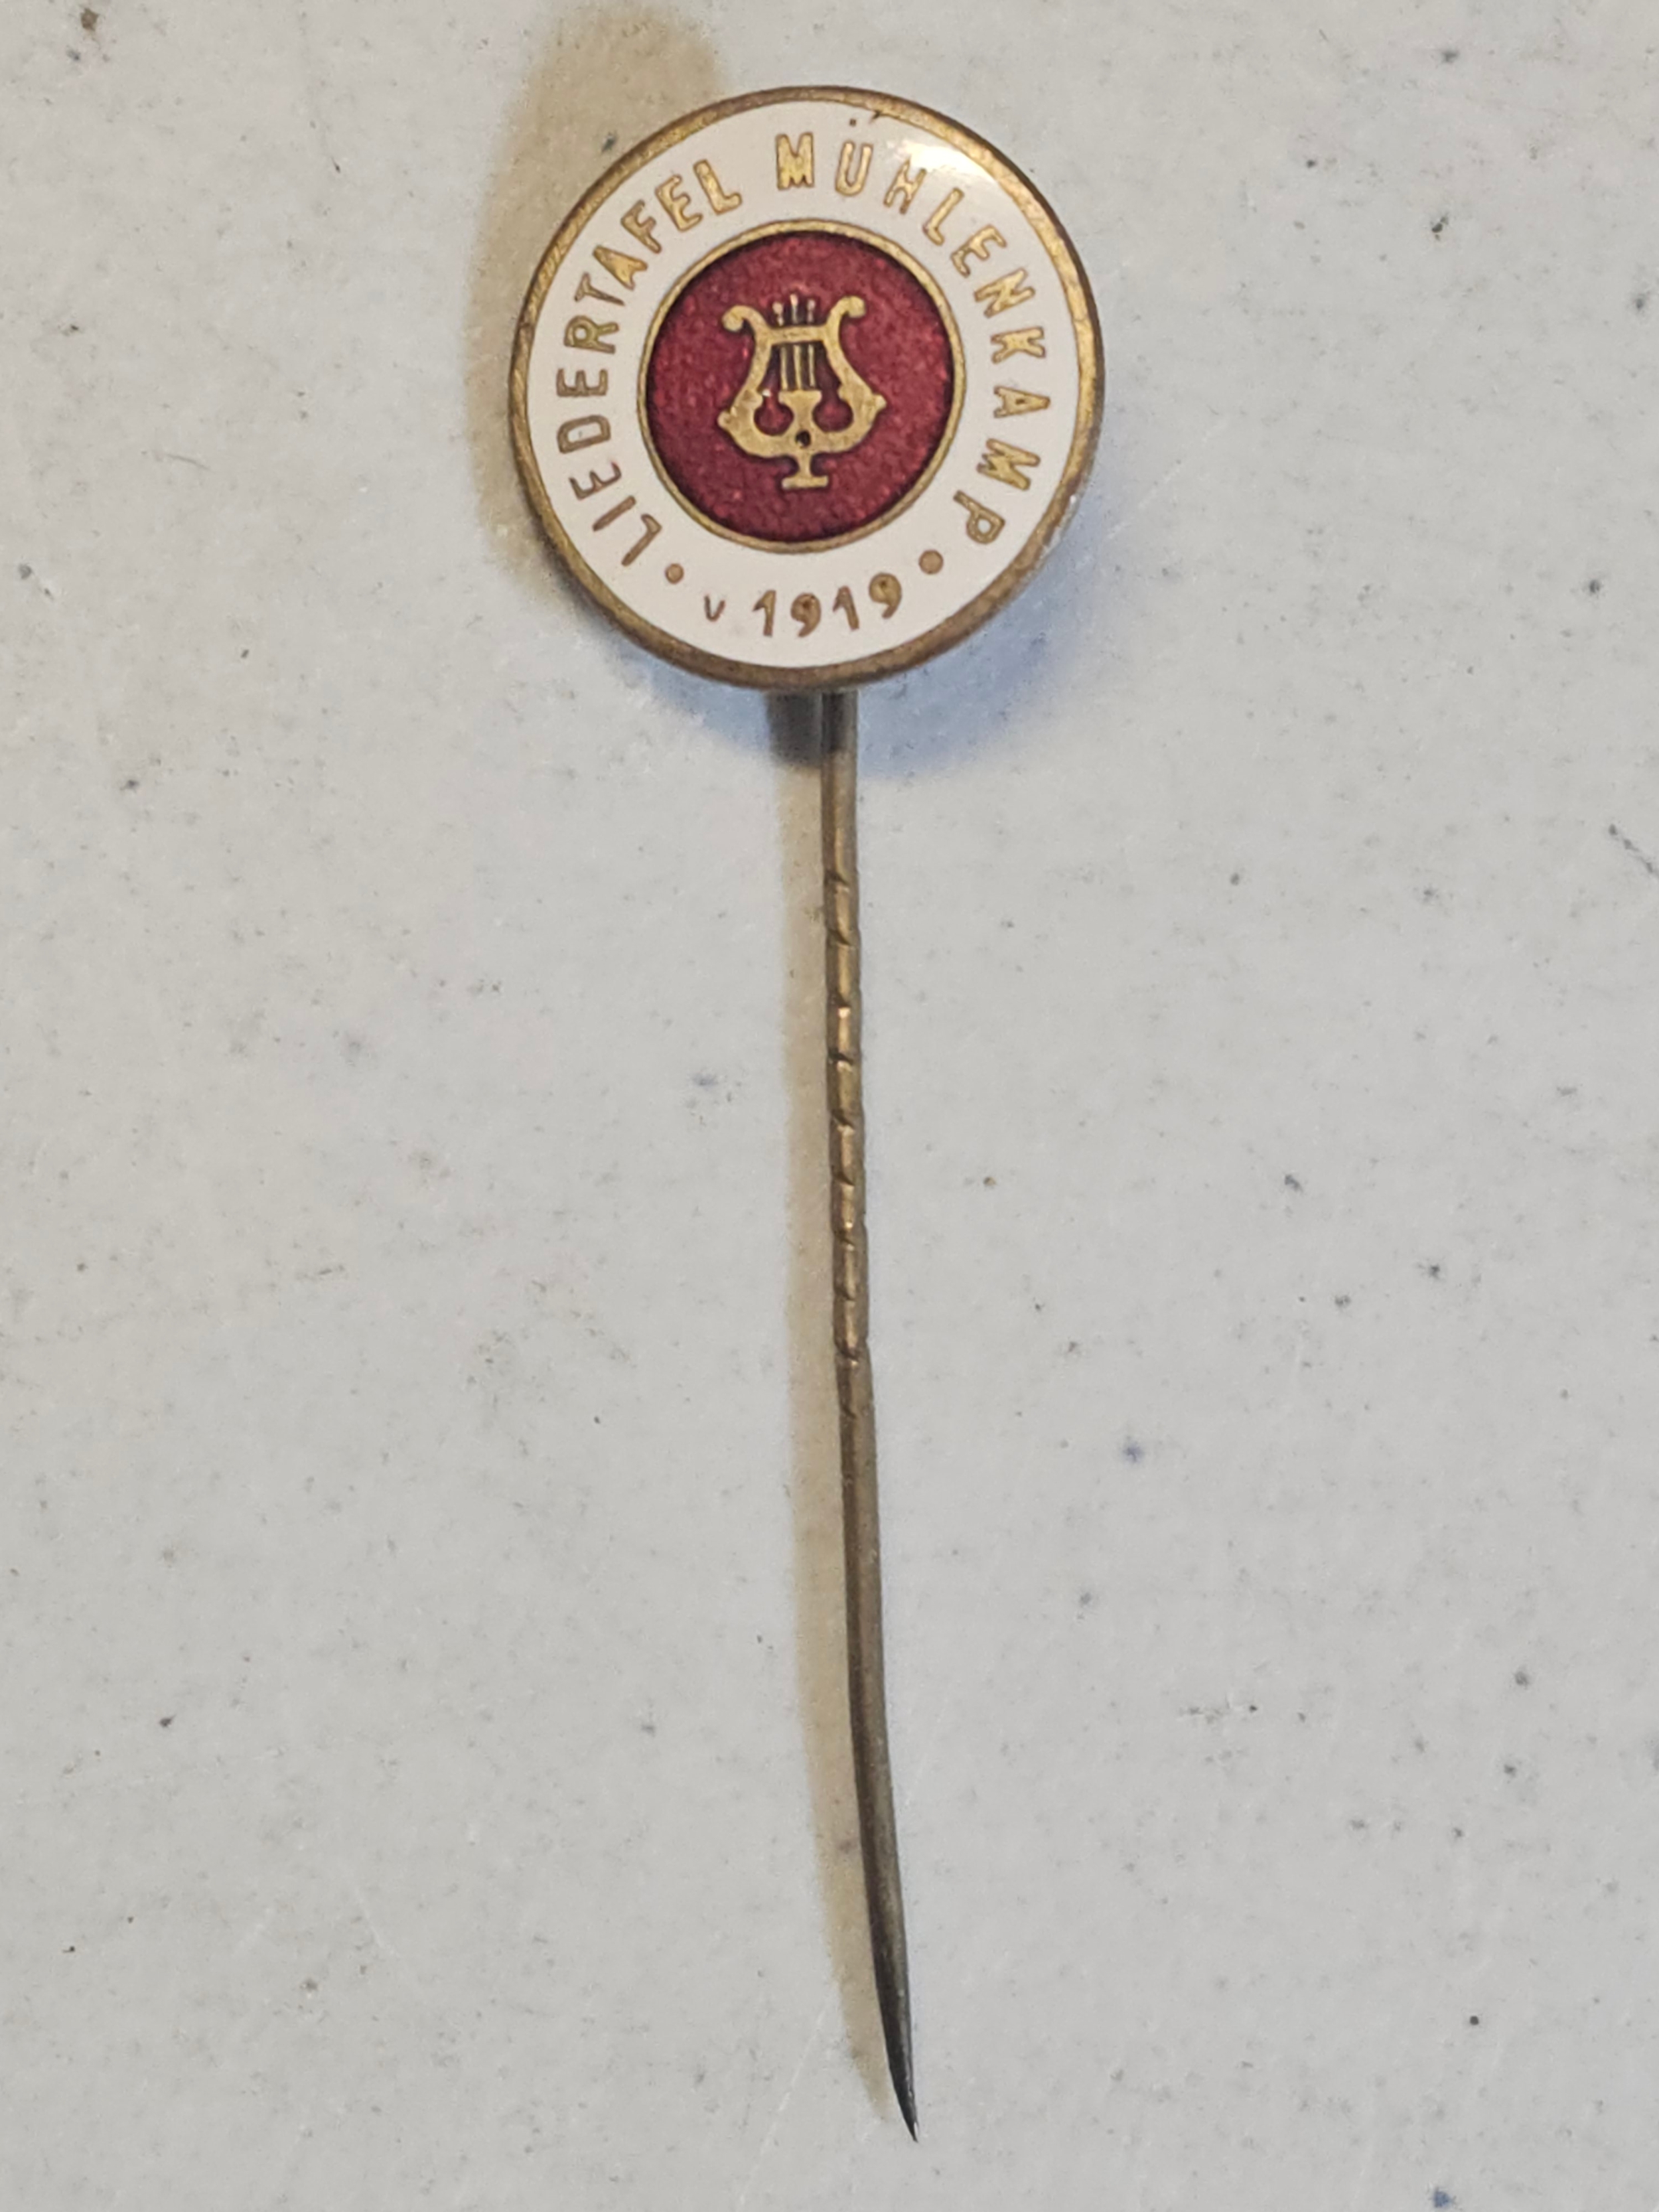 LIEDERTAFEL MÜHLENKAMP
v 1919